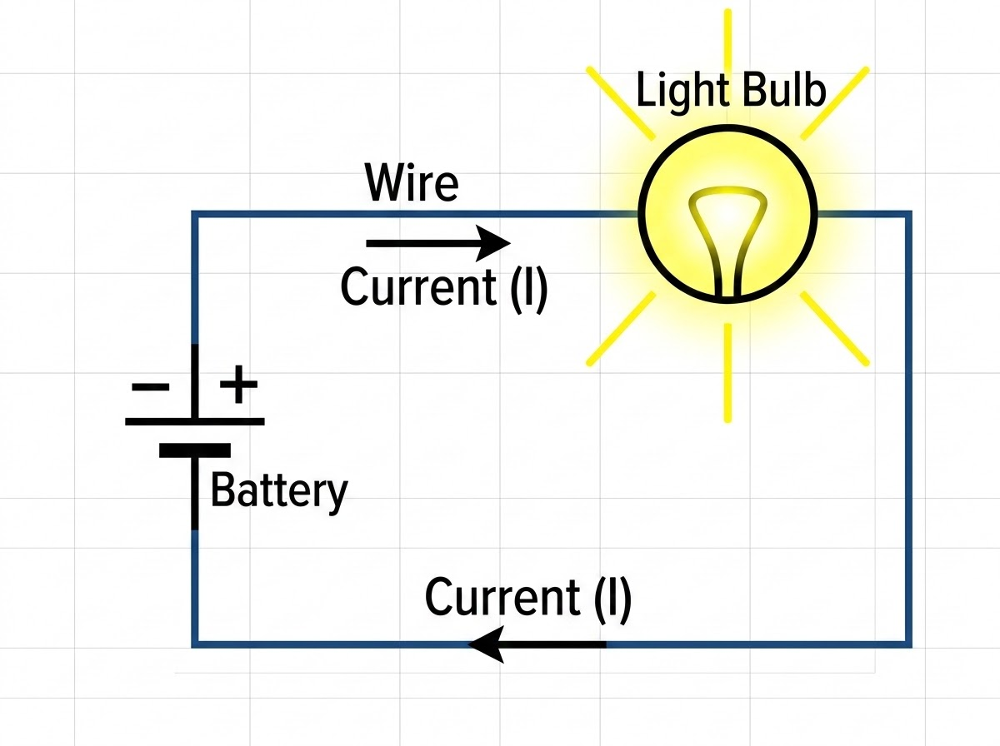 Light Bulb
Wire
Current (I)
− +
Battery
Current (I)